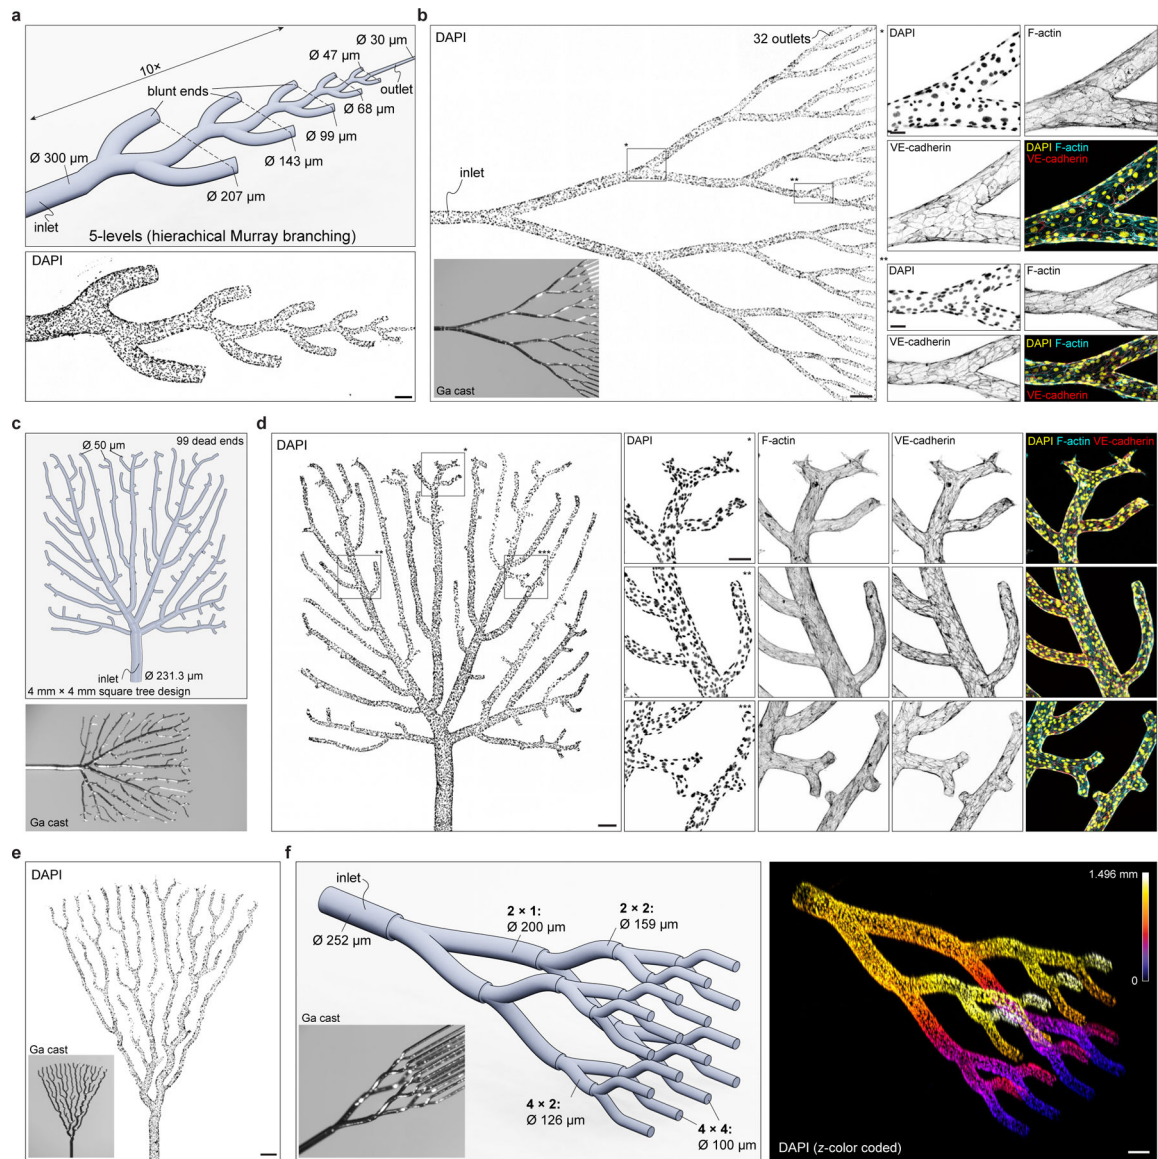 a
10×
Ø 30 µm
Ø 47 µm
outlet
blunt ends
Ø 68 µm
Ø 99 µm
Ø 300 µm
Ø 143 µm
Ø 207 µm
inlet
5-levels (hierachical Murray branching)
DAPI
b
DAPI
32 outlets
*
**
inlet
Ga cast
*
DAPI
F-actin
VE-cadherin
DAPI F-actin
VE-cadherin
**
DAPI
F-actin
VE-cadherin
DAPI F-actin
VE-cadherin
c
99 dead ends
Ø 50 µm
inlet
Ø 231.3 µm
4 mm × 4 mm square tree design
Ga cast
d
DAPI
*
**
***
DAPI
*
F-actin
VE-cadherin
DAPI F-actin VE-cadherin
**
***
e
DAPI
Ga cast
f
inlet
2 × 1:
Ø 200 µm
2 × 2:
Ø 159 µm
Ø 252 µm
Ga cast
4 × 2:
Ø 126 µm
4 × 4:
Ø 100 µm
1.496 mm
0
DAPI (z-color coded)